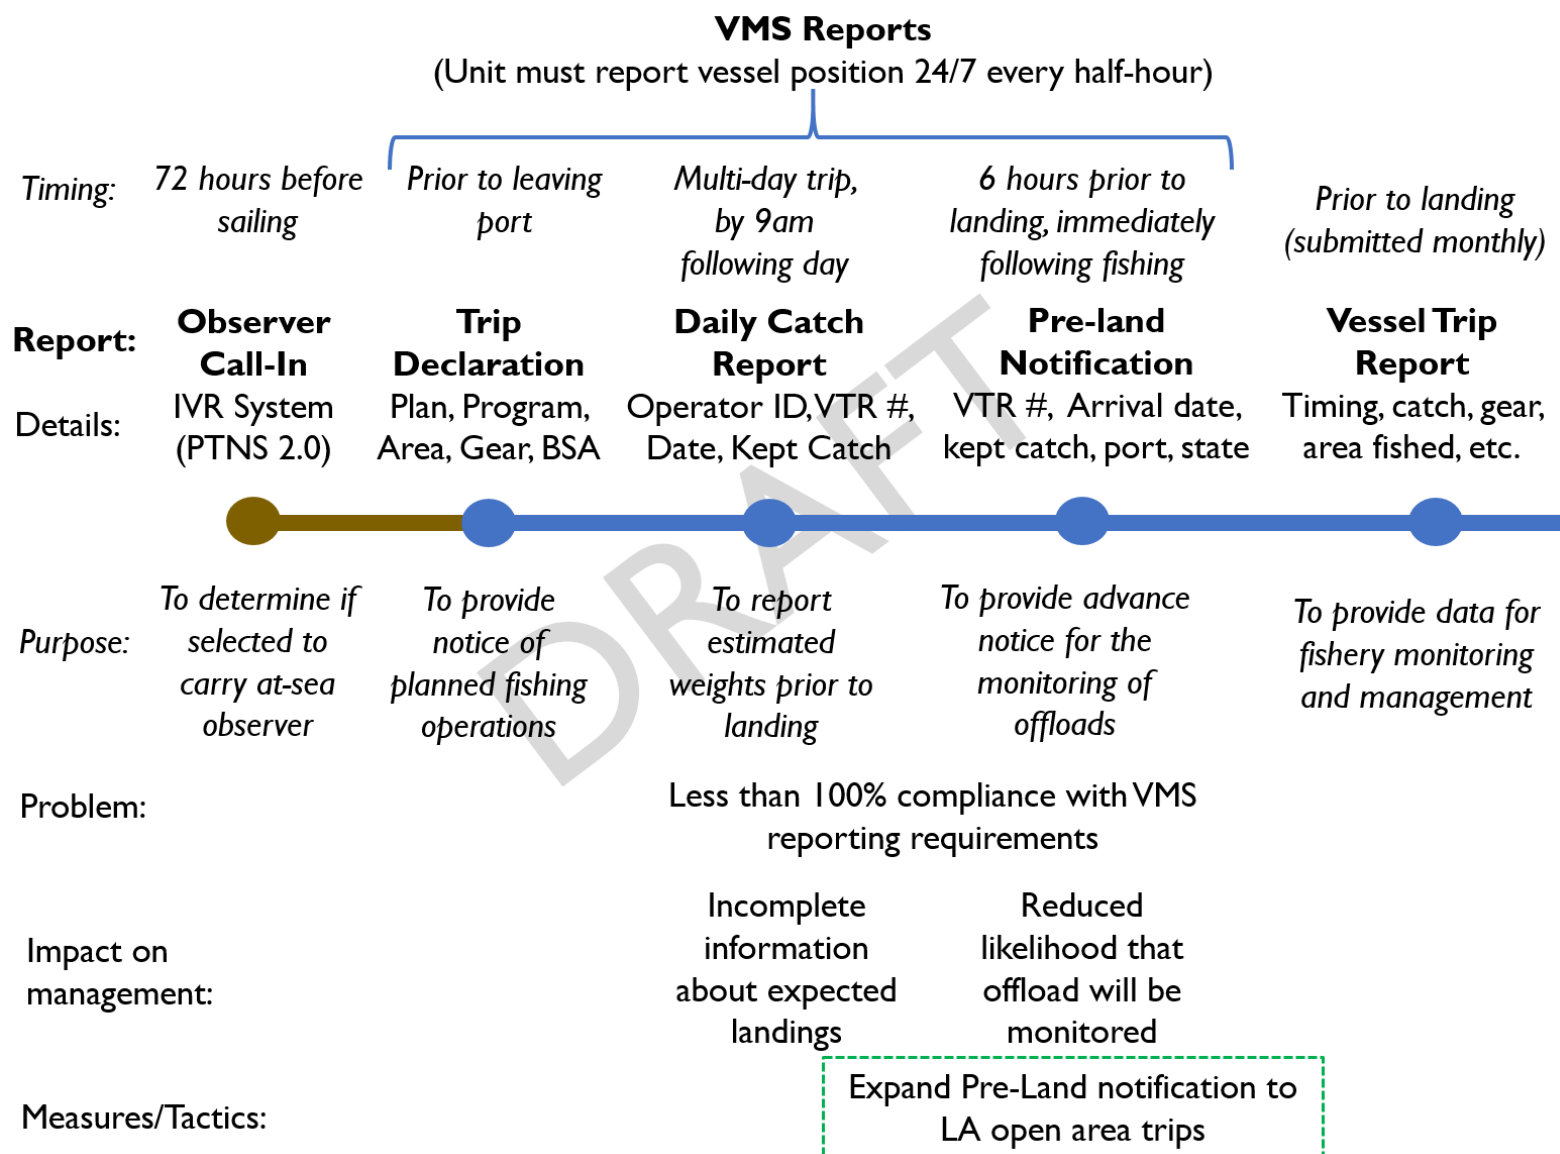 VMS Reports
(Unit must report vessel position 24/7 every half-hour)
Timing:
72 hours before
sailing
Prior to leaving
port
Multi-day trip,
by 9am
following day
6 hours prior to
landing, immediately
following fishing
Prior to landing
(submitted monthly)
Report:
Observer
Call-In
Trip
Declaration
Daily Catch
Report
Pre-land
Notification
Vessel Trip
Report
Details:
IVR System
(PTNS 2.0)
Plan, Program,
Area, Gear, BSA
Operator ID, VTR #,
Date, Kept Catch
VTR #, Arrival date,
kept catch, port, state
Timing, catch, gear,
area fished, etc.
DRAFT
Purpose:
To determine if
selected to
carry at-sea
observer
To provide
notice of
planned fishing
operations
To report
estimated
weights prior to
landing
To provide advance
notice for the
monitoring of
offloads
To provide data for
fishery monitoring
and management
Problem:
Less than 100% compliance with VMS
reporting requirements
Impact on
management:
Incomplete
information
about expected
landings
Reduced
likelihood that
offload will be
monitored
Measures/Tactics:
Expand Pre-Land notification to
LA open area trips